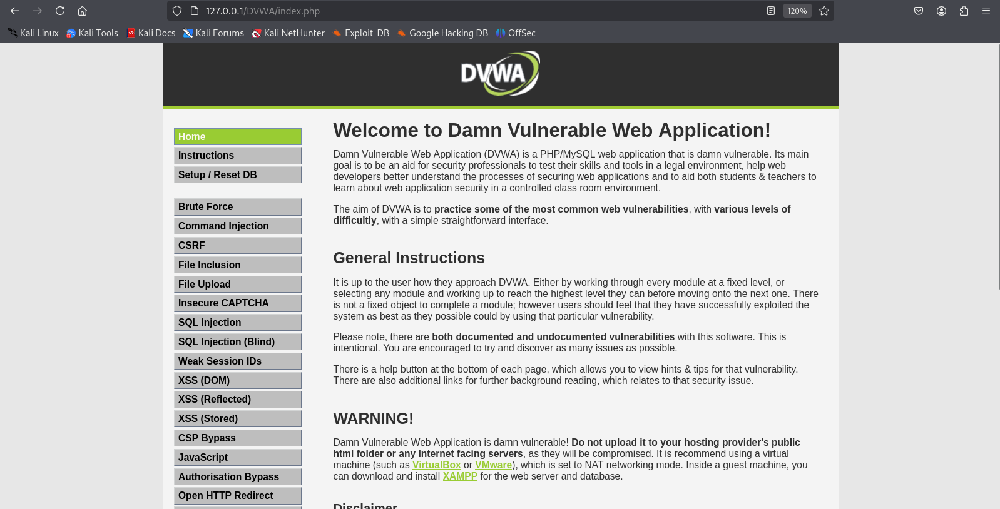 127.0.0.1/DVWA/index.php
120%
Kali Linux
Kali Tools
Kali Docs
Kali Forums
Kali NetHunter
Exploit-DB
Google Hacking DB
OffSec
DVWA
Home
Instructions
Setup / Reset DB
Brute Force
Command Injection
CSRF
File Inclusion
File Upload
Insecure CAPTCHA
SQL Injection
SQL Injection (Blind)
Weak Session IDs
XSS (DOM)
XSS (Reflected)
XSS (Stored)
CSP Bypass
JavaScript
Authorisation Bypass
Open HTTP Redirect
Welcome to Damn Vulnerable Web Application!
Damn Vulnerable Web Application (DVWA) is a PHP/MySQL web application that is damn vulnerable. Its main
goal is to be an aid for security professionals to test their skills and tools in a legal environment, help web
developers better understand the processes of securing web applications and to aid both students & teachers to
learn about web application security in a controlled class room environment.
The aim of DVWA is to practice some of the most common web vulnerabilities, with various levels of
difficultly, with a simple straightforward interface.
General Instructions
It is up to the user how they approach DVWA. Either by working through every module at a fixed level, or
selecting any module and working up to reach the highest level they can before moving onto the next one. There
is not a fixed object to complete a module; however users should feel that they have successfully exploited the
system as best as they possible could by using that particular vulnerability.
Please note, there are both documented and undocumented vulnerabilities with this software. This is
intentional. You are encouraged to try and discover as many issues as possible.
There is a help button at the bottom of each page, which allows you to view hints & tips for that vulnerability.
There are also additional links for further background reading, which relates to that security issue.
WARNING!
Damn Vulnerable Web Application is damn vulnerable! Do not upload it to your hosting provider's public
html folder or any Internet facing servers, as they will be compromised. It is recommend using a virtual
machine (such as VirtualBox or VMware), which is set to NAT networking mode. Inside a guest machine, you
can download and install XAMPP for the web server and database.
Disclaimer